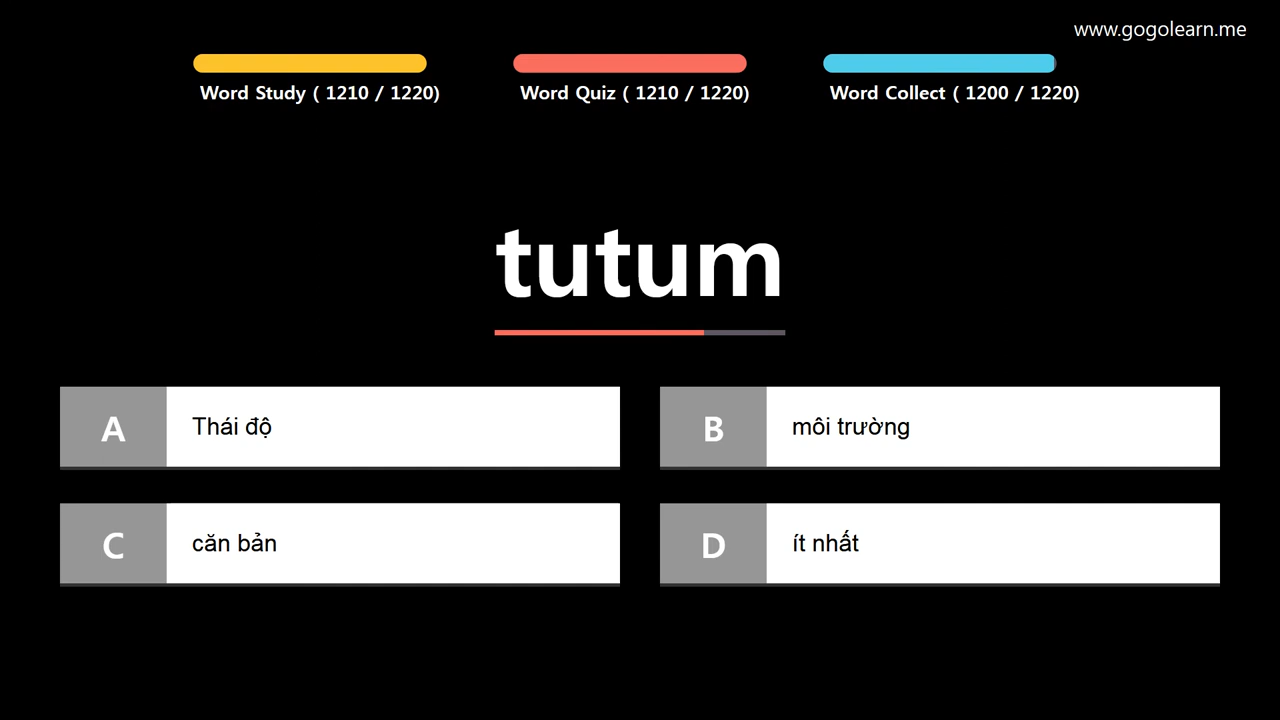 www.gogolearn.me
Word Study ( 1210 / 1220)
Word Quiz ( 1210 / 1220)
Word Collect ( 1200 / 1220)
tutum
A
Thái độ
B
môi trường
C
căn bản
D
ít nhất